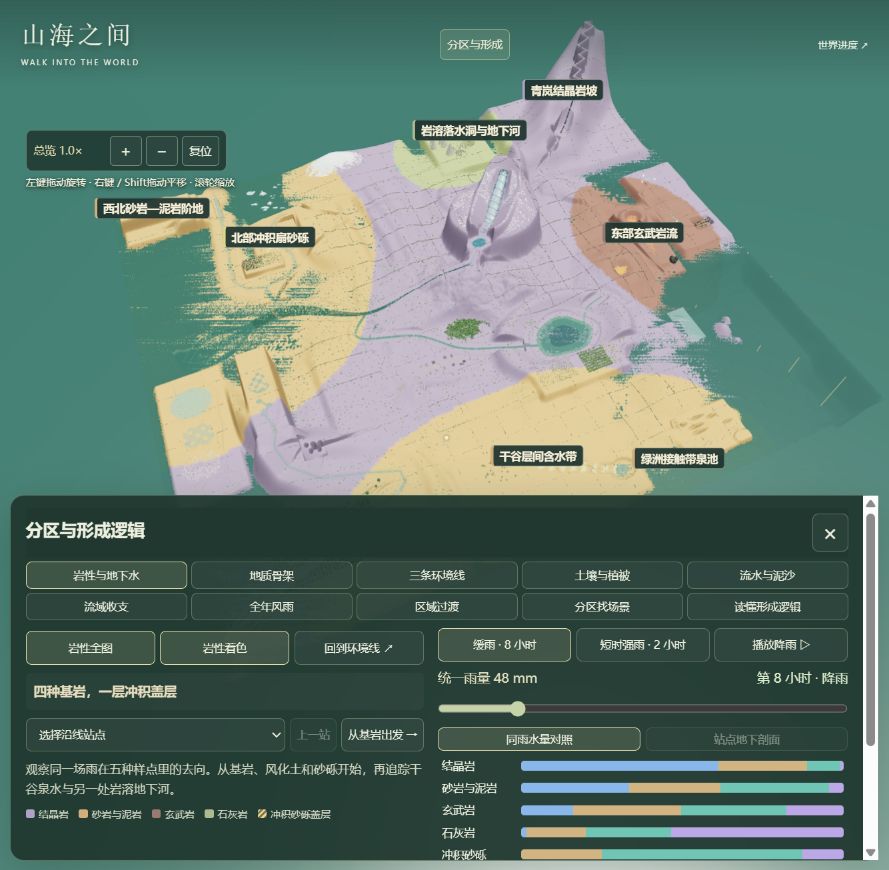 山海之间
WALK INTO THE WORLD
分区与形成
世界进度 ↗
青岚结晶岩坡
岩溶落水洞与地下河
总览 1.0× + − 复位
左键拖动旋转 · 右键 / Shift拖动平移 · 滚轮缩放
西北砂岩—泥岩阶地
北部冲积扇砂砾
东部玄武岩流
干谷层间含水带
绿洲接触带泉池
分区与形成逻辑
×
岩性与地下水 地质骨架 三条环境线 土壤与植被 流水与泥沙
流域收支 全年风雨 区域过渡 分区找场景 读懂形成逻辑
岩性全图 岩性着色 回到环境线 ↗
缓雨 · 8 小时 短时强雨 · 2 小时 播放降雨 ▷
统一雨量 48 mm 第 8 小时 · 降雨
四种基岩，一层冲积盖层
选择沿线站点 上一站 从基岩出发 →
同雨水量对照 站点地下剖面
观察同一场雨在五种样点里的去向。从基岩、风化土和砂砾开始，再追踪干
谷泉水与另一处岩溶地下河。
结晶岩 砂岩与泥岩 玄武岩 石灰岩 冲积砂砾盖层
结晶岩
砂岩与泥岩
玄武岩
石灰岩
冲积砂砾